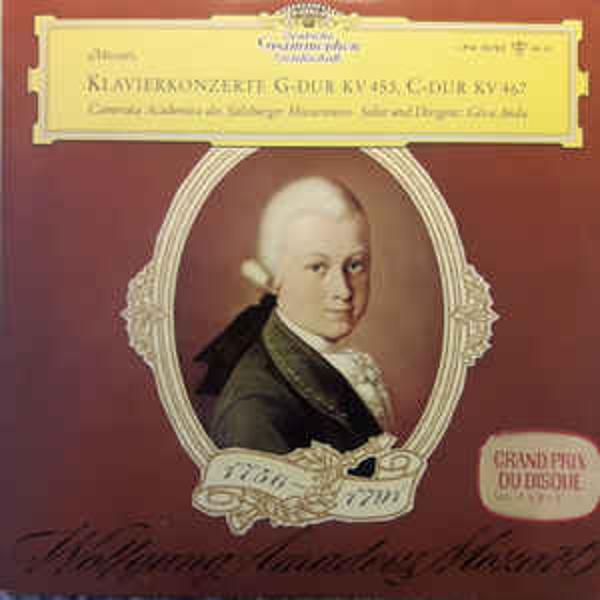 Deutsche
Grammophon
Gesellschaft
Mozart
KLAVIERKONZERTE G-DUR KV 453, C-DUR KV 467
Camerata Academica des Salzburger Mozarteums · Solist und Dirigent: Géza Anda
1756–
1791
GRAND PRIX
DU DISQUE
PARIS
Wolfgang Amadeus Mozart